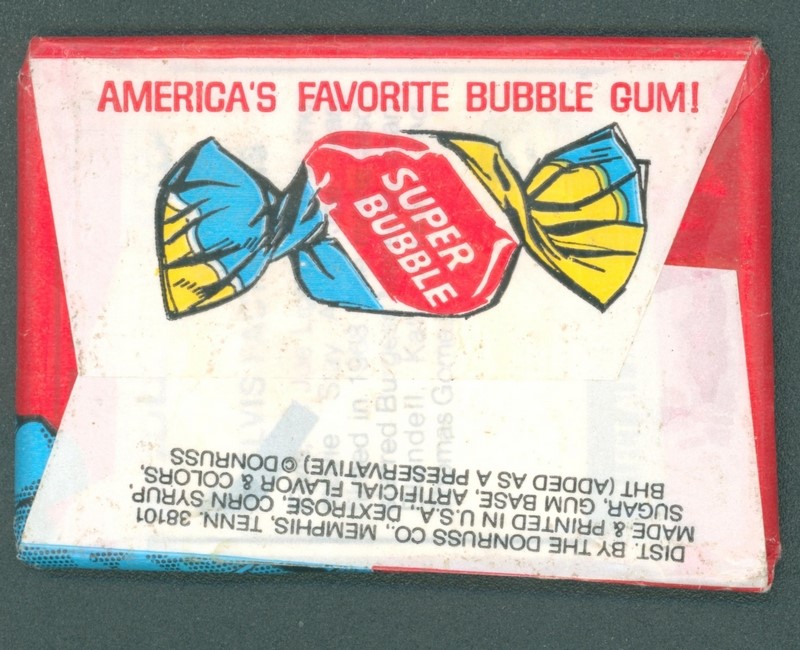 AMERICA'S FAVORITE BUBBLE GUM!
SUPER
BUBBLE
DIST. BY THE DONRUSS CO., MEMPHIS, TENN. 38101
MADE & PRINTED IN U.S.A., DEXTROSE, CORN SYRUP,
SUGAR, GUM BASE, ARTIFICIAL FLAVOR & COLORS,
BHT (ADDED AS A PRESERVATIVE) © DONRUSS